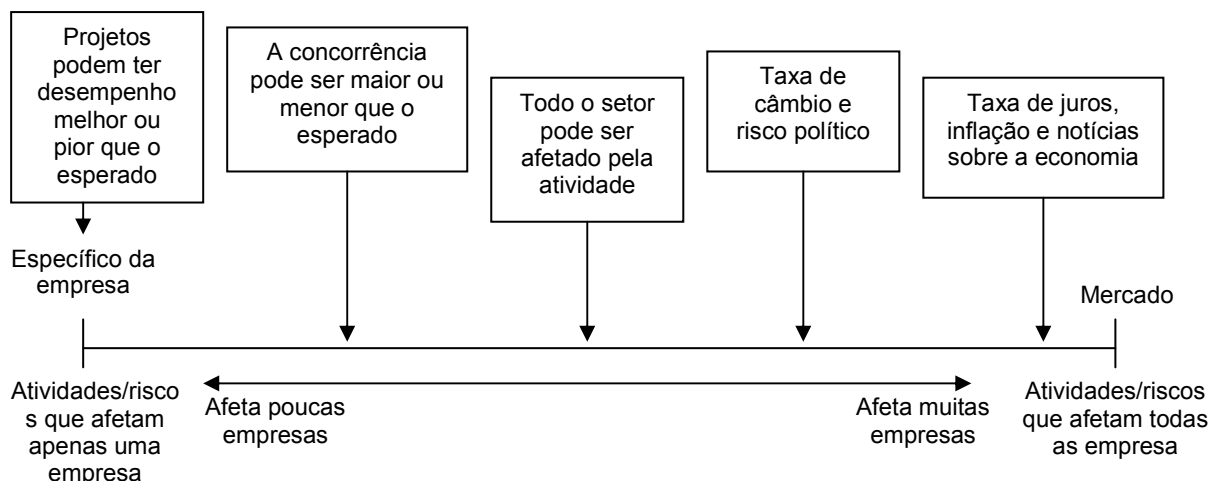 Projetos
podem ter
desempenho
melhor ou
pior que o
esperado
A concorrência
pode ser maior ou
menor que o
esperado
Todo o setor
pode ser
afetado pela
atividade
Taxa de
câmbio e
risco político
Taxa de juros,
inflação e notícias
sobre a economia
Específico da
empresa
Mercado
Atividades/risco
s que afetam
apenas uma
empresa
Afeta poucas
empresas
Afeta muitas
empresas
Atividades/riscos
que afetam todas
as empresa